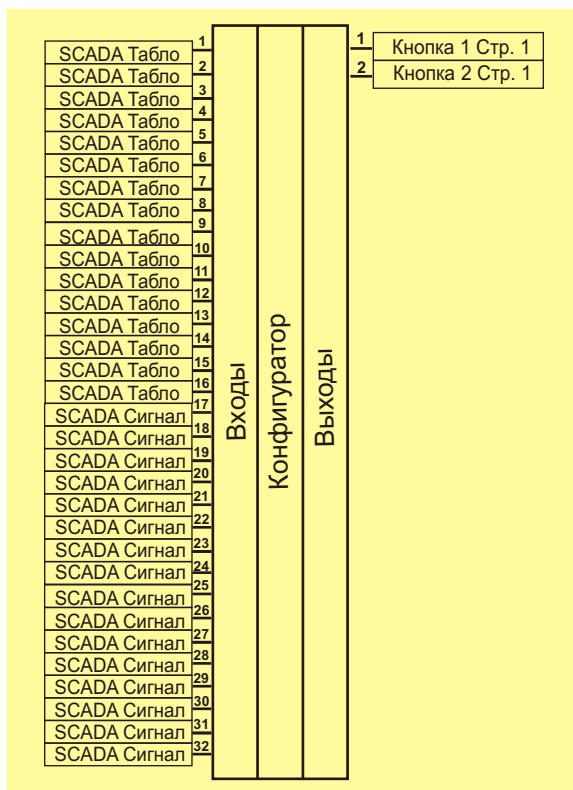 1
SCADA Табло
2
SCADA Табло
3
SCADA Табло
4
SCADA Табло
5
SCADA Табло
6
SCADA Табло
7
SCADA Табло
8
SCADA Табло
9
SCADA Табло
10
SCADA Табло
11
SCADA Табло
12
SCADA Табло
13
SCADA Табло
14
SCADA Табло
15
SCADA Табло
16
SCADA Табло
17
SCADA Сигнал
18
SCADA Сигнал
19
SCADA Сигнал
20
SCADA Сигнал
21
SCADA Сигнал
22
SCADA Сигнал
23
SCADA Сигнал
24
SCADA Сигнал
25
SCADA Сигнал
26
SCADA Сигнал
27
SCADA Сигнал
28
SCADA Сигнал
29
SCADA Сигнал
30
SCADA Сигнал
31
SCADA Сигнал
32
SCADA Сигнал
Входы
Конфигуратор
Выходы
1
Кнопка 1 Стр. 1
2
Кнопка 2 Стр. 1